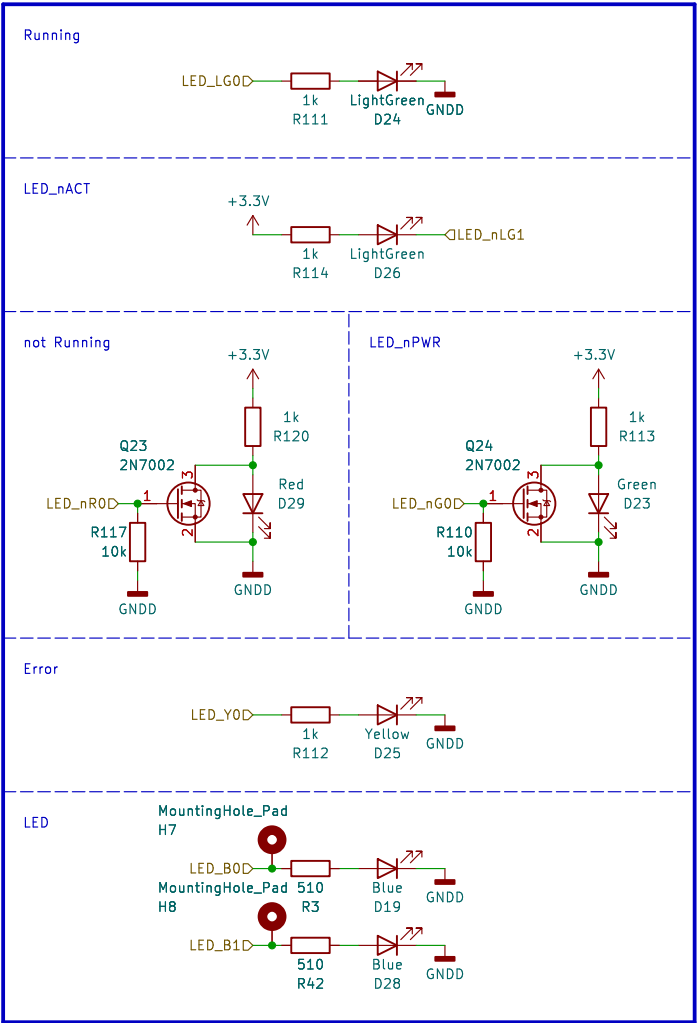 Running
LED_LG0
1k
R111
LightGreen
D24
GNDD
LED_nACT
+3.3V
1k
R114
LightGreen
D26
LED_nLG1
not Running
+3.3V
1k
R120
Q23
2N7002
3
1
2
LED_nR0
Red
D29
R117
10k
GNDD
GNDD
LED_nPWR
+3.3V
1k
R113
Q24
2N7002
3
1
2
LED_nG0
Green
D23
R110
10k
GNDD
GNDD
Error
LED_Y0
1k
R112
Yellow
D25
GNDD
LED
MountingHole_Pad
H7
LED_B0
510
R3
Blue
D19
GNDD
MountingHole_Pad
H8
LED_B1
510
R42
Blue
D28
GNDD